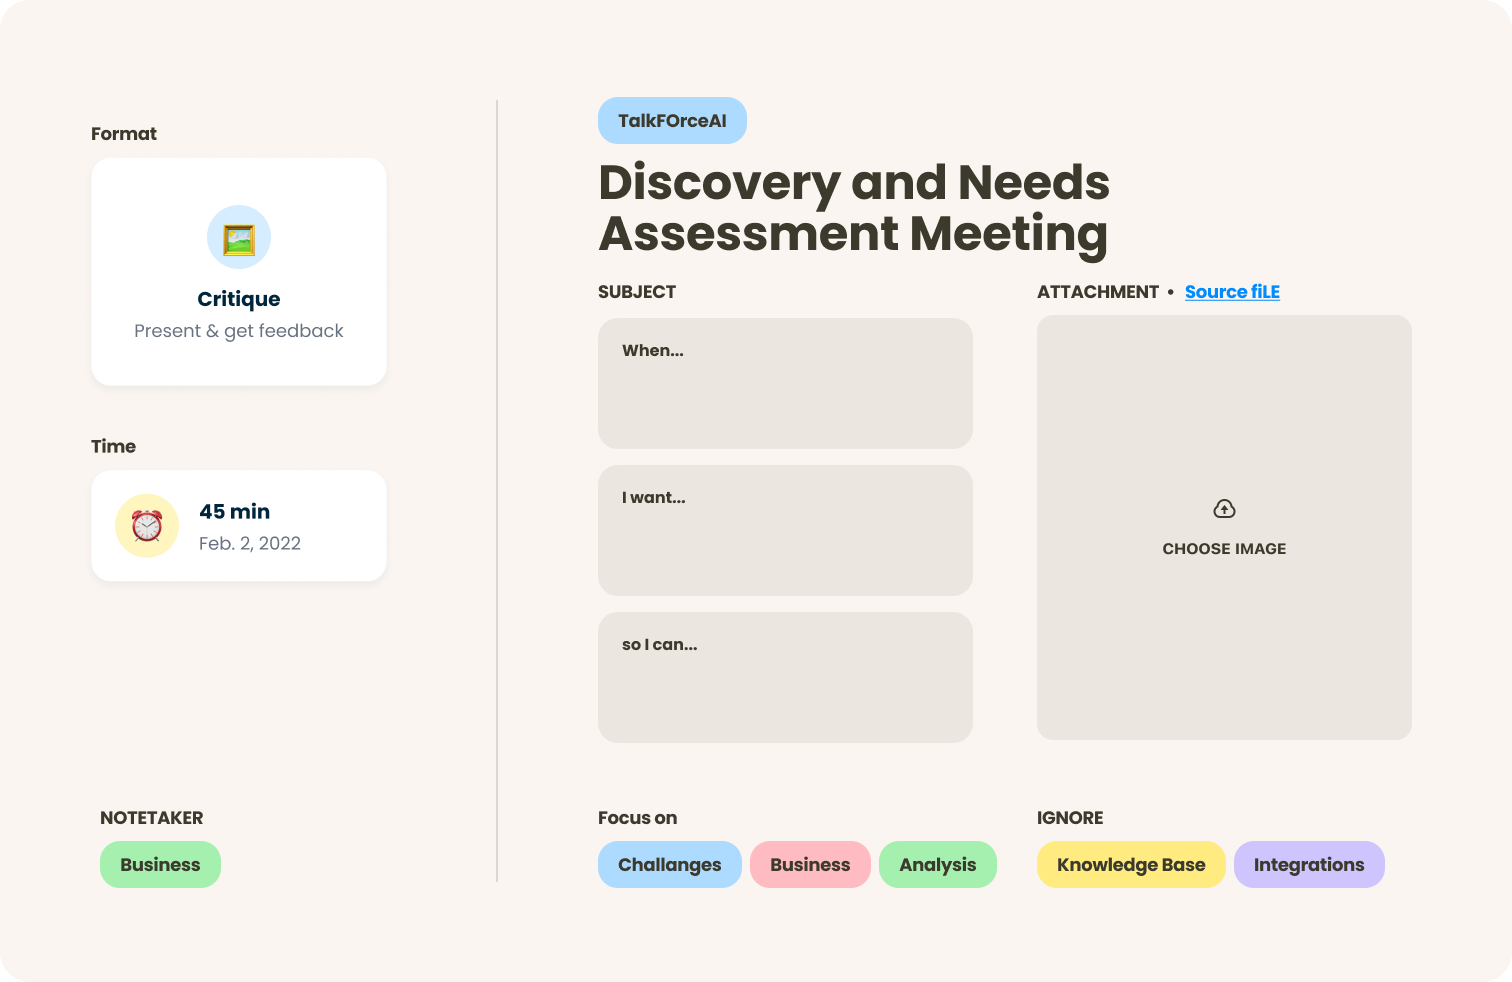 Format
Critique
Present & get feedback
Time
45 min
Feb. 2, 2022
NOTETAKER
Business
TalkFOrceAI
Discovery and Needs
Assessment Meeting
SUBJECT
When...
I want...
so I can...
ATTACHMENT • Source fiLE
CHOOSE IMAGE
Focus on
Challanges Business Analysis
IGNORE
Knowledge Base Integrations